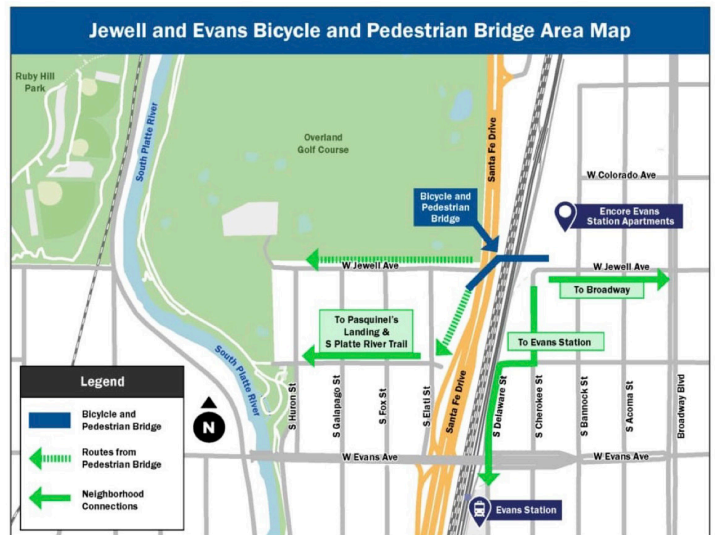 Jewell and Evans Bicycle and Pedestrian Bridge Area Map
Ruby Hill
Park
South Platte River
Overland
Golf Course
Santa Fe Drive
W Colorado Ave
Bicycle and
Pedestrian
Bridge
Encore Evans
Station Apartments
W Jewell Ave
W Jewell Ave
To Broadway
To Pasquinel's
Landing &
S Platte River Trail
To Evans Station
South Platte River
S Huron St
S Galapago St
S Fox St
S Elati St
Santa Fe Drive
S Delaware St
S Cherokee St
S Bannock St
S Acoma St
Broadway Blvd
Legend
Bicylcle and
Pedestrian Bridge
Routes from
Pedestrian Bridge
Neighborhood
Connections
N
W Evans Ave
W Evans Ave
Evans Station